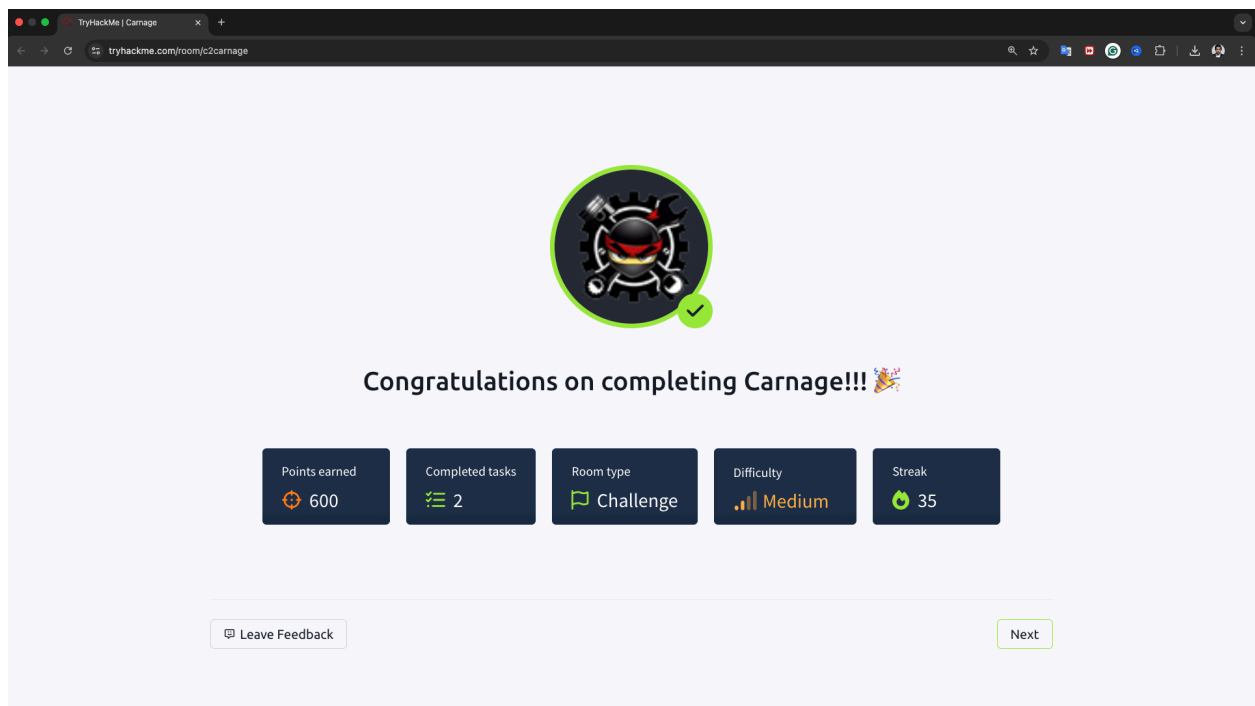 TryHackMe | Carnage
tryhackme.com/room/c2carnage
Congratulations on completing Carnage!!! 🎉
Points earned
600
Completed tasks
2
Room type
Challenge
Difficulty
Medium
Streak
35
Leave Feedback
Next